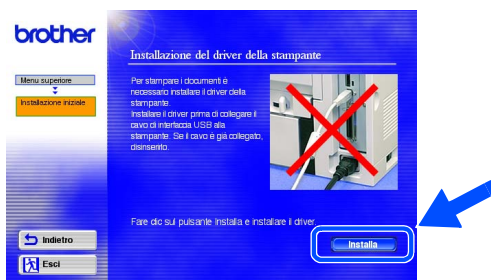 brother
Installazione del driver della stampante
Menu superiore
Installazione iniziale
Per stampare i documenti è
necessario installare il driver della
stampante.
Installare il driver prima di collegare il
cavo di interfaccia USB alla
stampante. Se il cavo è già collegato,
disinserirlo.
Fare clic sul pulsante Installa e installare il driver.
Installa
Indietro
Esci